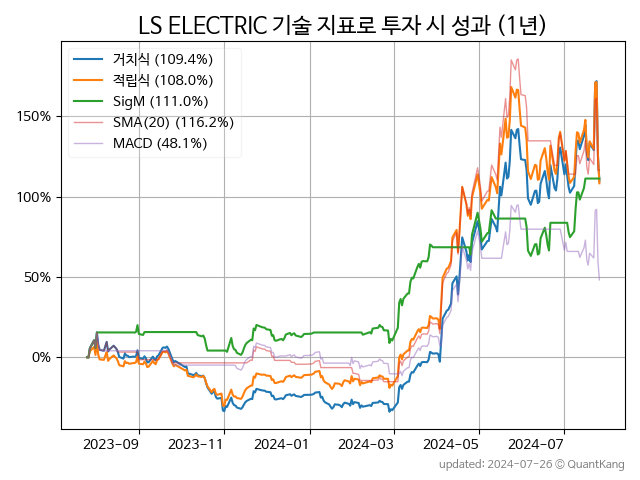 LS ELECTRIC 기술 지표로 투자 시 성과 (1년)
거치식 (109.4%)
적립식 (108.0%)
SigM (111.0%)
SMA(20) (116.2%)
MACD (48.1%)
150%
100%
50%
0%
2023-09 2023-11 2024-01 2024-03 2024-05 2024-07
updated: 2024-07-26 © QuantKang